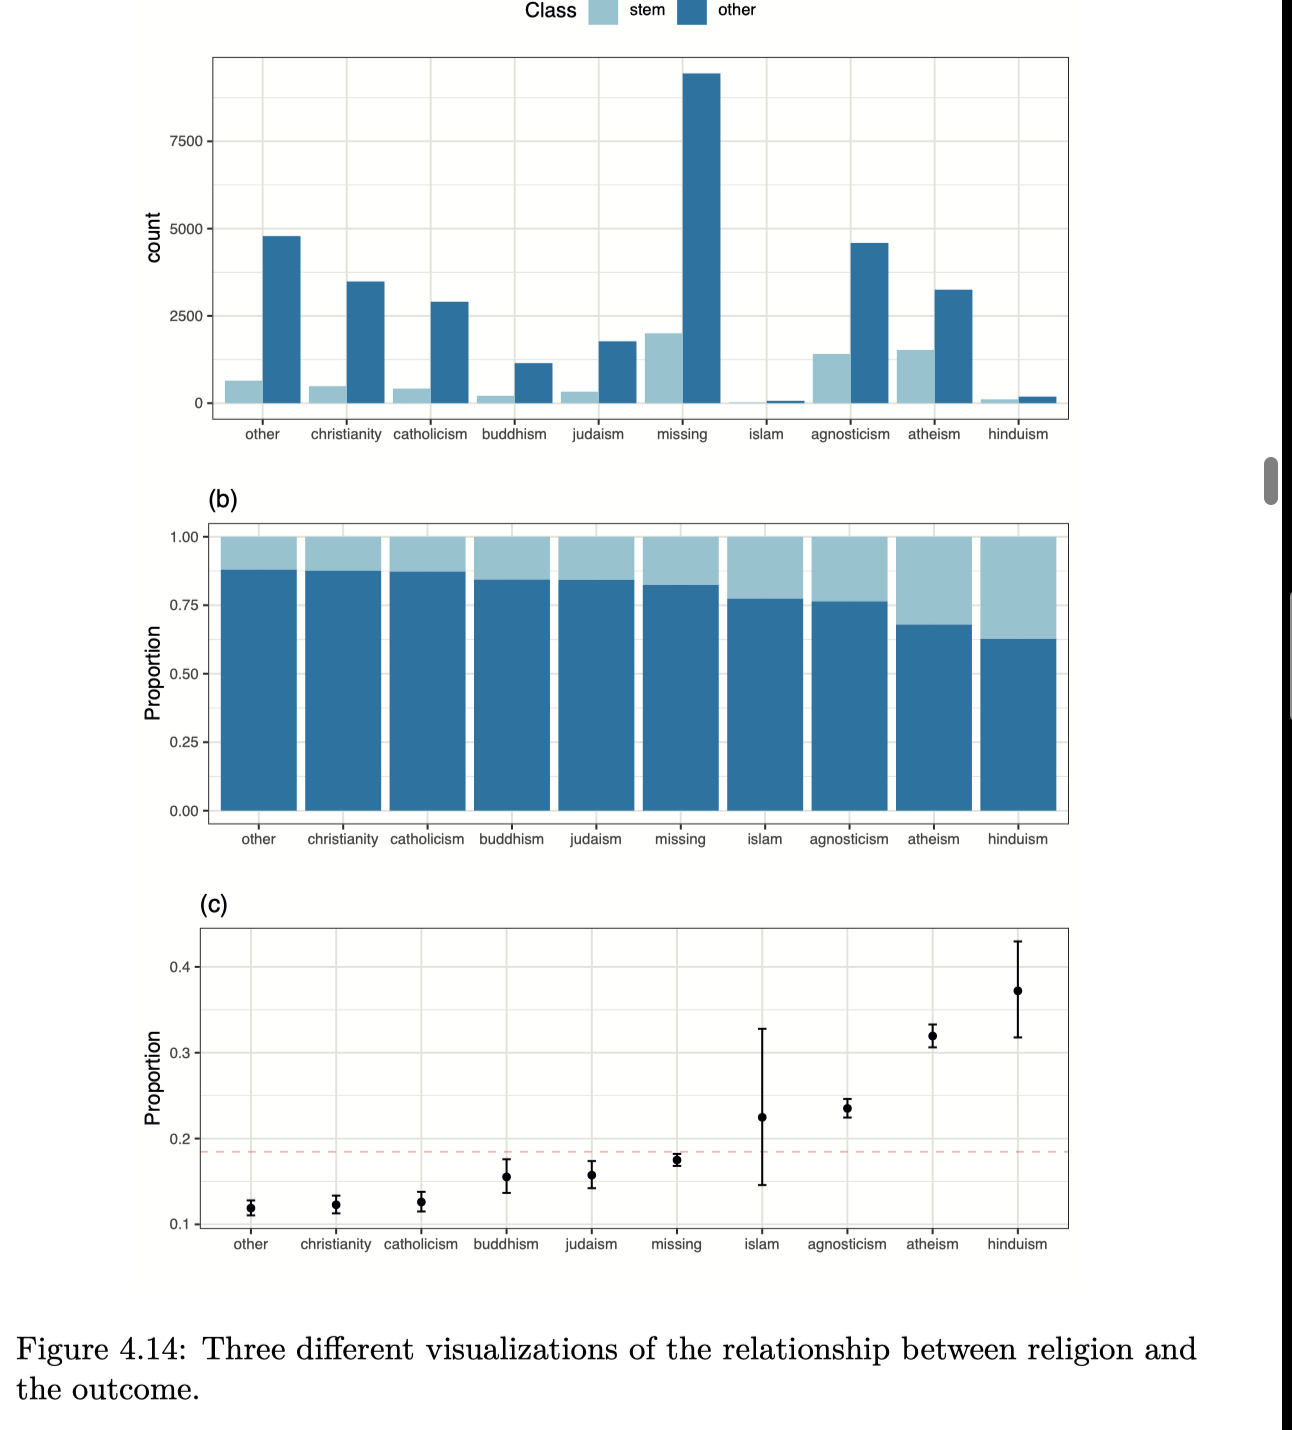 Class stem other
count
7500
5000
2500
0
other christianity catholicism buddhism judaism missing islam agnosticism atheism hinduism
(b)
Proportion
1.00
0.75
0.50
0.25
0.00
other christianity catholicism buddhism judaism missing islam agnosticism atheism hinduism
(c)
Proportion
0.4
0.3
0.2
0.1
other christianity catholicism buddhism judaism missing islam agnosticism atheism hinduism
Figure 4.14: Three different visualizations of the relationship between religion and
the outcome.